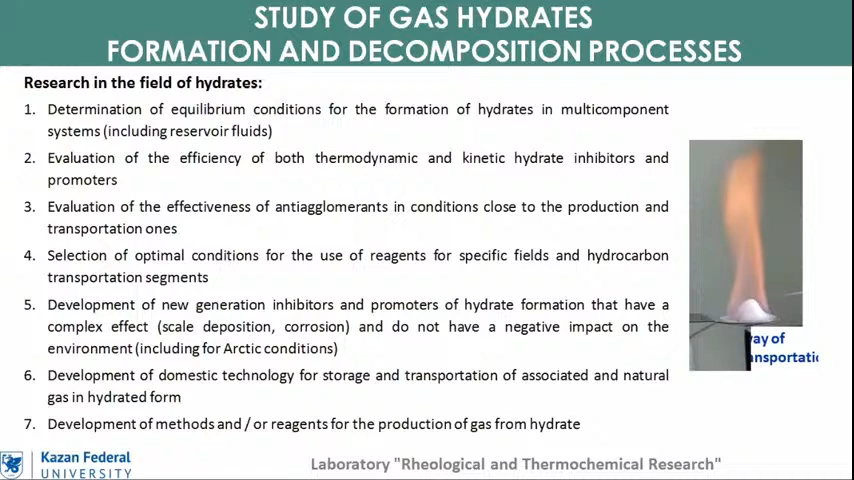 STUDY OF GAS HYDRATES
FORMATION AND DECOMPOSITION PROCESSES
Research in the field of hydrates:
1. Determination of equilibrium conditions for the formation of hydrates in multicomponent
systems (including reservoir fluids)
2. Evaluation of the efficiency of both thermodynamic and kinetic hydrate inhibitors and
promoters
3. Evaluation of the effectiveness of antiagglomerants in conditions close to the production and
transportation ones
4. Selection of optimal conditions for the use of reagents for specific fields and hydrocarbon
transportation segments
5. Development of new generation inhibitors and promoters of hydrate formation that have a
complex effect (scale deposition, corrosion) and do not have a negative impact on the
environment (including for Arctic conditions)
6. Development of domestic technology for storage and transportation of associated and natural
gas in hydrated form
7. Development of methods and / or reagents for the production of gas from hydrate
of
Kazan Federal
UNIVERSITY
Laboratory "Rheological and Thermochemical Research"